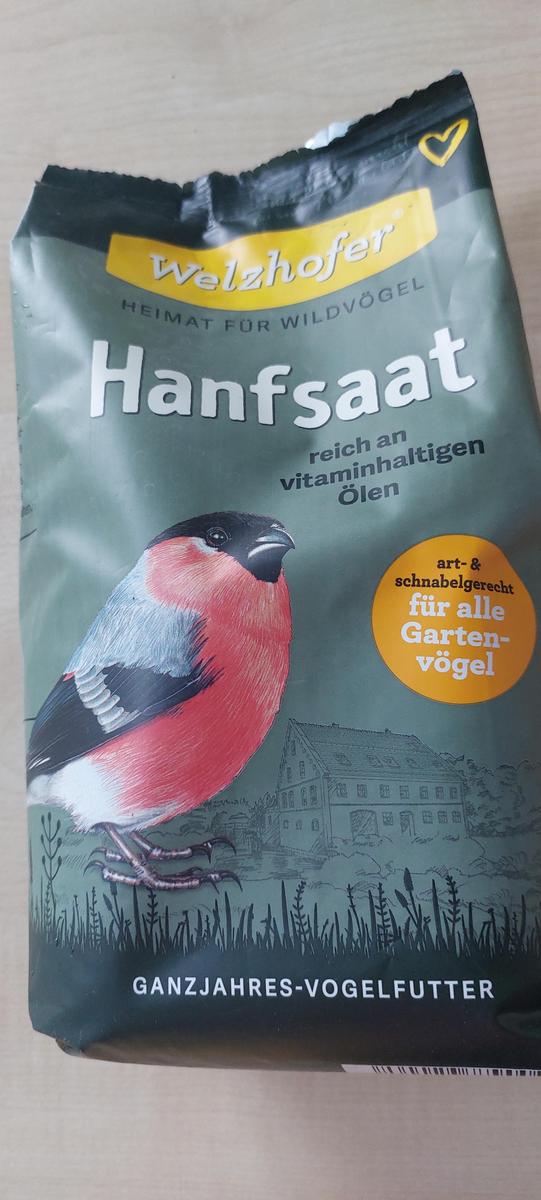 Welzhofer®
HEIMAT FÜR WILDVÖGEL
Hanfsaat
reich an
vitaminhaltigen
Ölen
art- &
schnabelgerecht
für alle
Garten-
vögel
GANZJAHRES-VOGELFUTTER